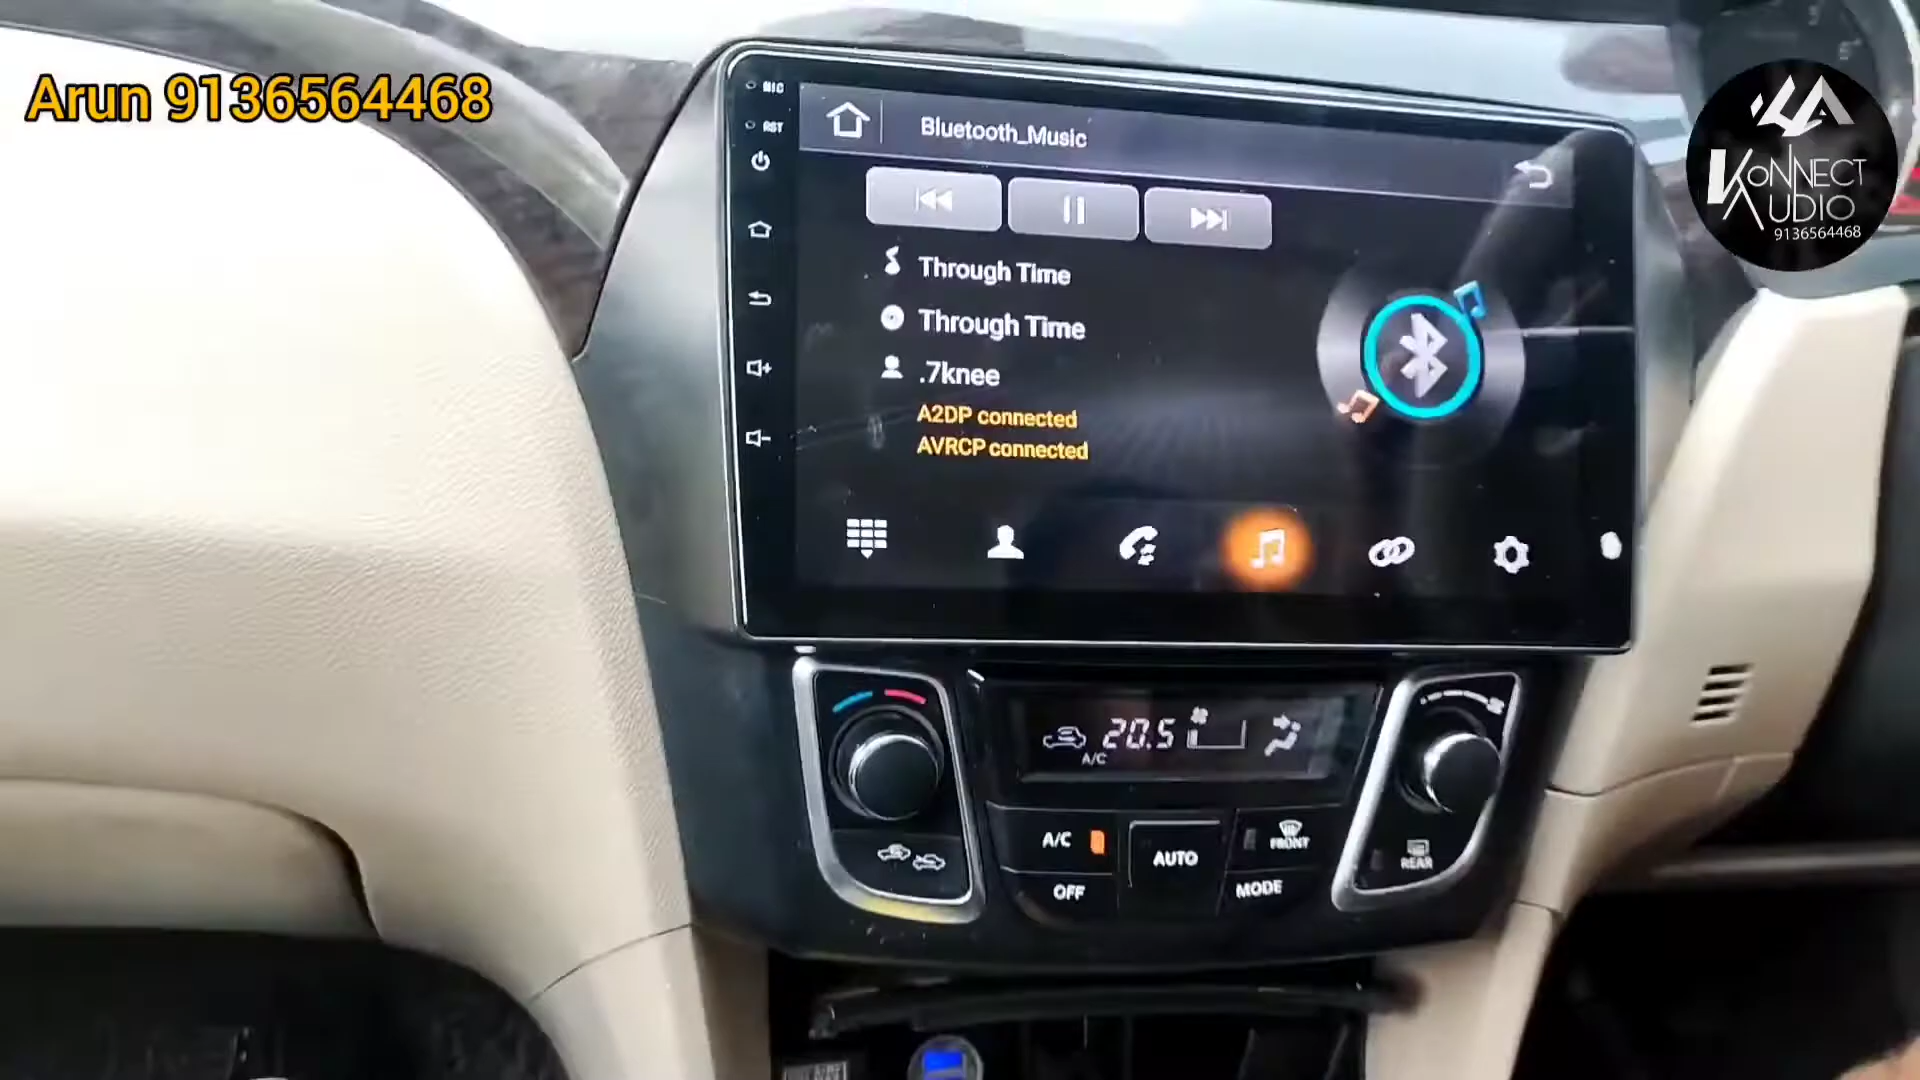 Arun 9136564468
KONNECT
AUDIO
9136564468
MIC
RST
Bluetooth_Music
Through Time
Through Time
.7knee
A2DP connected
AVRCP connected
20.5
A/C
A/C
AUTO
FRONT
OFF
MODE
REAR